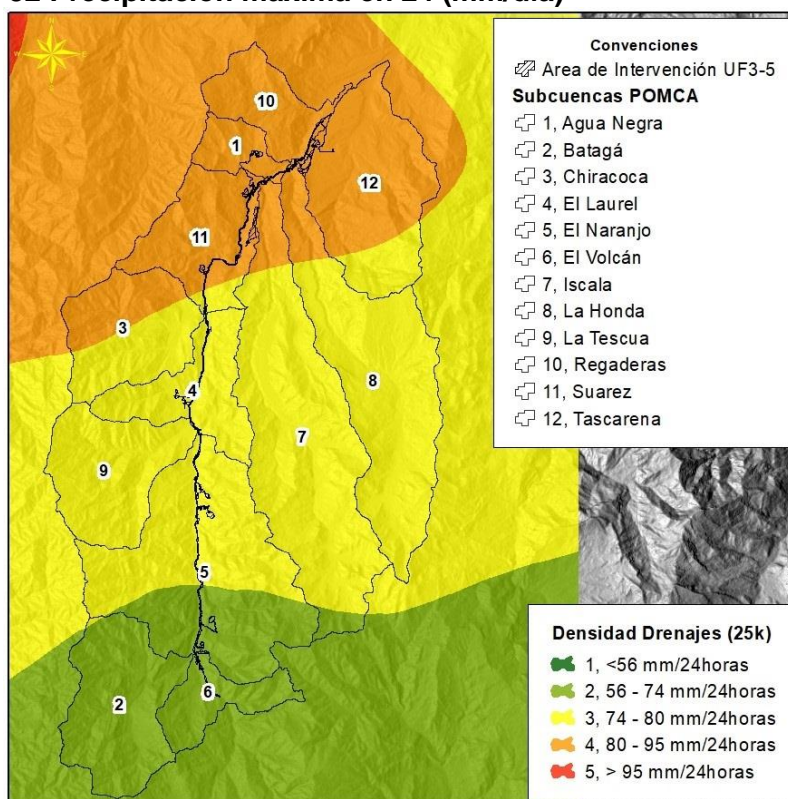 N
W
E
S
Convenciones
Area de Intervención UF3-5
Subcuencas POMCA
1, Agua Negra
2, Batagá
3, Chiracoca
4, El Laurel
5, El Naranjo
6, El Volcán
7, Iscala
8, La Honda
9, La Tescua
10, Regaderas
11, Suarez
12, Tascarena
10
1
12
11
3
4
8
7
9
5
6
2
Densidad Drenajes (25k)
1, <56 mm/24horas
2, 56 - 74 mm/24horas
3, 74 - 80 mm/24horas
4, 80 - 95 mm/24horas
5, > 95 mm/24horas